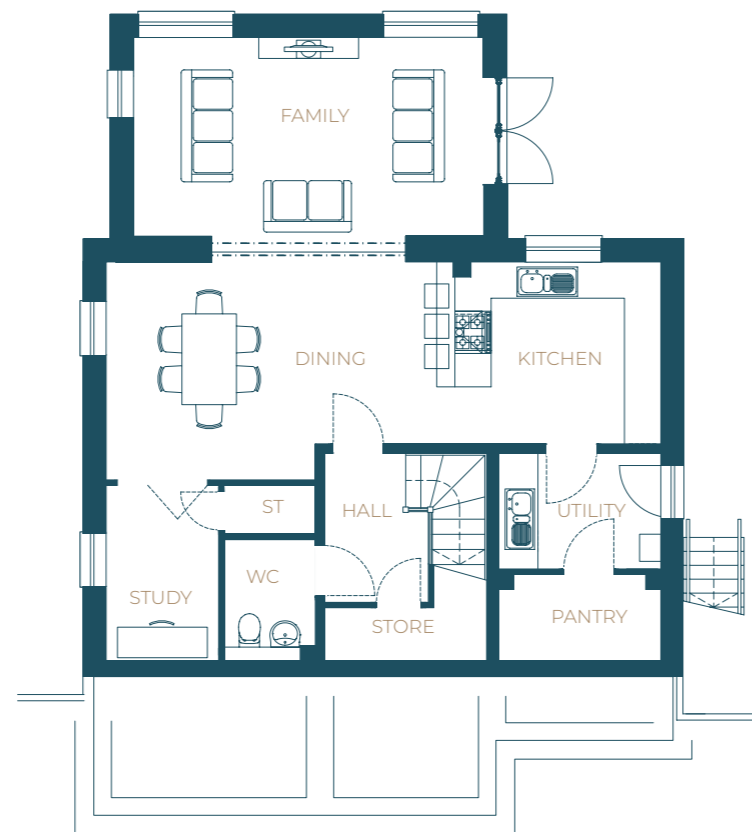 FAMILY
DINING
KITCHEN
ST
HALL
UTILITY
WC
STUDY
STORE
PANTRY